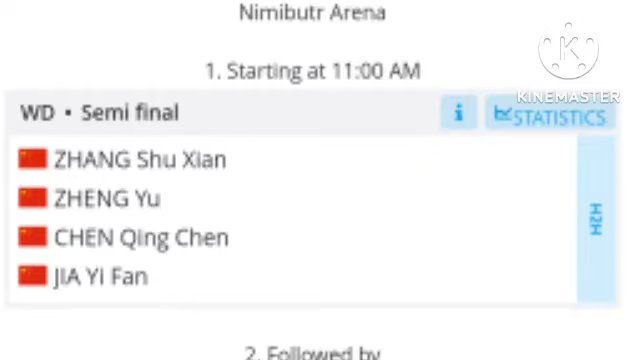 Nimibutr Arena
1. Starting at 11:00 AM
K
KINEMASTER
WD • Semi final
i
STATISTICS
ZHANG Shu Xian
ZHENG Yu
CHEN Qing Chen
JIA Yi Fan
H2H
2. Followed by